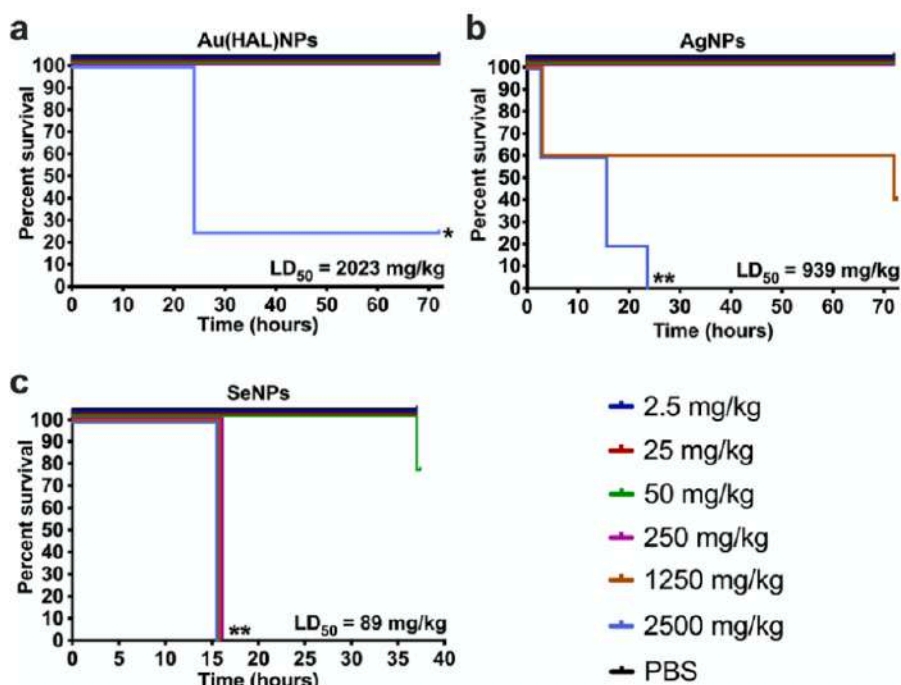 a
Au(HAL)NPs
Percent survival
100
90
80
70
60
50
40
30
20
10
0
*
LD50 = 2023 mg/kg
0 10 20 30 40 50 60 70
Time (hours)
b
AgNPs
Percent survival
100
90
80
70
60
50
40
30
20
10
0
**
LD50 = 939 mg/kg
0 10 20 30 40 50 60 70
Time (hours)
c
SeNPs
Percent survival
100
90
80
70
60
50
40
30
20
10
0
**
LD50 = 89 mg/kg
0 5 10 15 20 25 30 35 40
Time (hours)
2.5 mg/kg
25 mg/kg
50 mg/kg
250 mg/kg
1250 mg/kg
2500 mg/kg
PBS